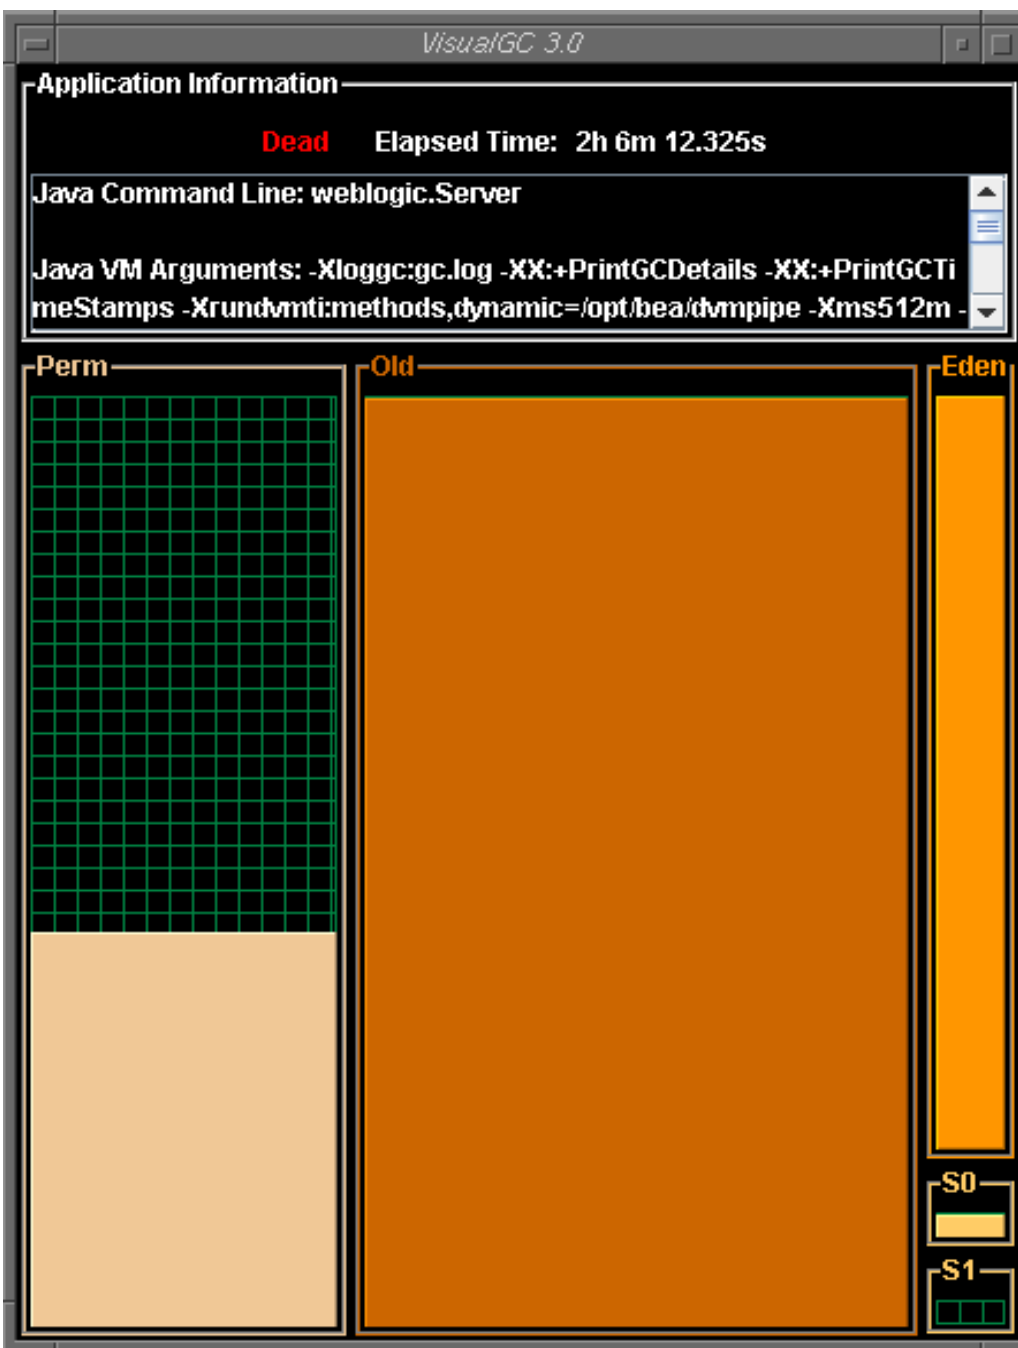 VisualGC 3.0
Application Information
Dead Elapsed Time: 2h 6m 12.325s
Java Command Line: weblogic.Server
Java VM Arguments: -Xloggc:gc.log -XX:+PrintGCDetails -XX:+PrintGCTi
meStamps -Xrundvmti:methods,dynamic=/opt/bea/dvmpipe -Xms512m -
Perm
Old
Eden
S0
S1